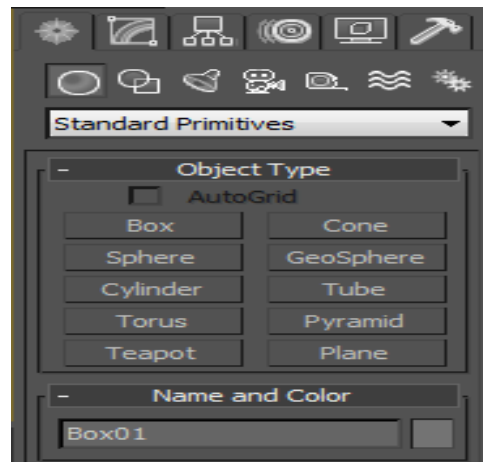 Standard Primitives
- Object Type
AutoGrid
Box Cone
Sphere GeoSphere
Cylinder Tube
Torus Pyramid
Teapot Plane
- Name and Color
Box01